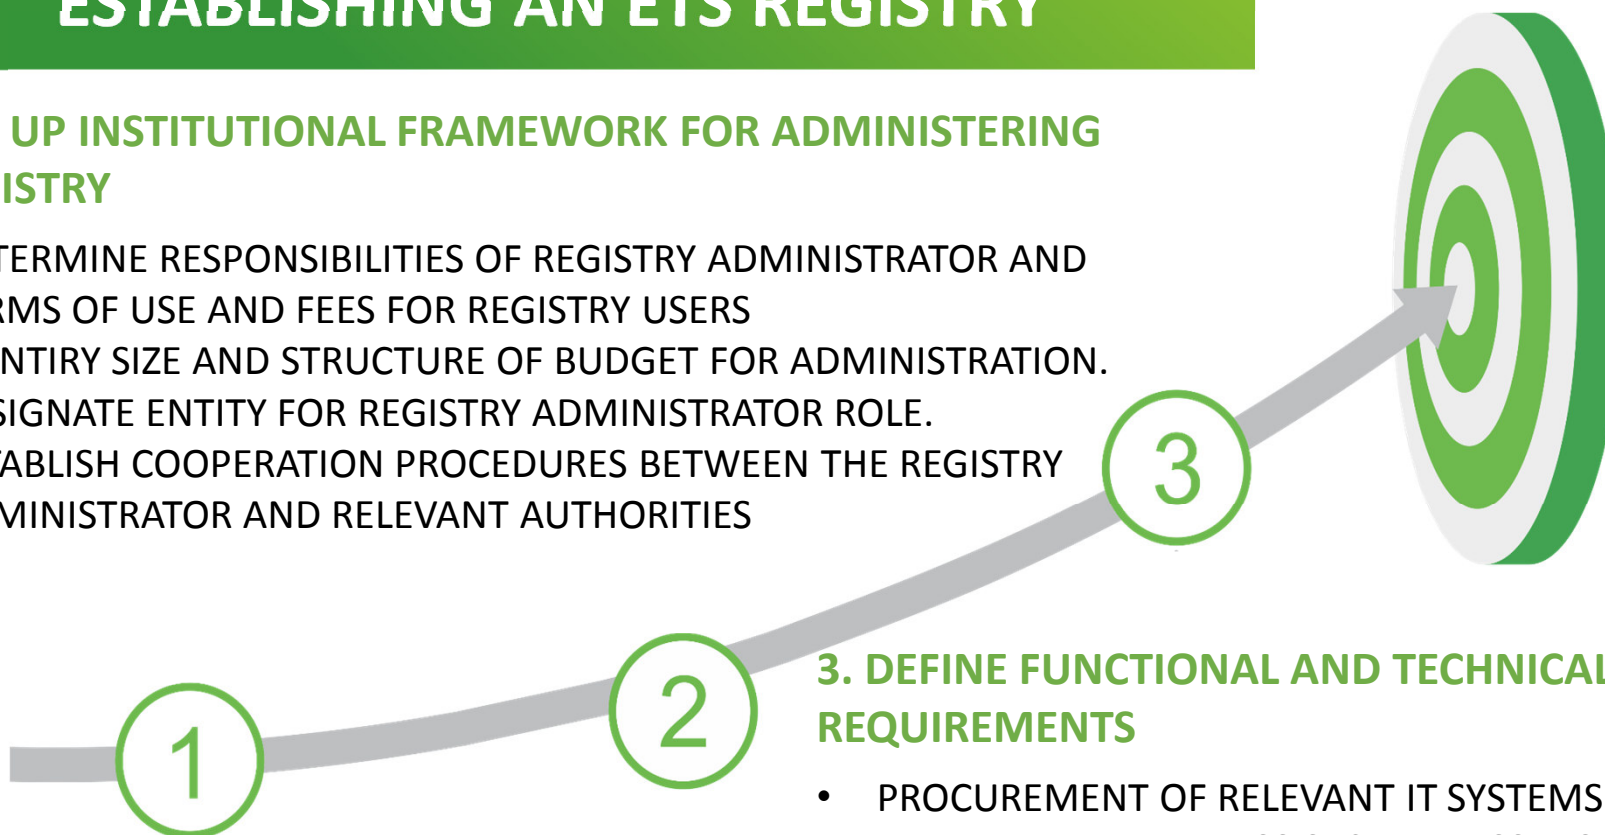 ESTABLISHING AN ETS REGISTRY
UP INSTITUTIONAL FRAMEWORK FOR ADMINISTERING
ISTRY
TERMINE RESPONSIBILITIES OF REGISTRY ADMINISTRATOR AND
RMS OF USE AND FEES FOR REGISTRY USERS
NTIRY SIZE AND STRUCTURE OF BUDGET FOR ADMINISTRATION.
SIGNATE ENTITY FOR REGISTRY ADMINISTRATOR ROLE.
TABLISH COOPERATION PROCEDURES BETWEEN THE REGISTRY
MINISTRATOR AND RELEVANT AUTHORITIES
3
2
1
3. DEFINE FUNCTIONAL AND TECHNICAL
REQUIREMENTS
• PROCUREMENT OF RELEVANT IT SYSTEMS